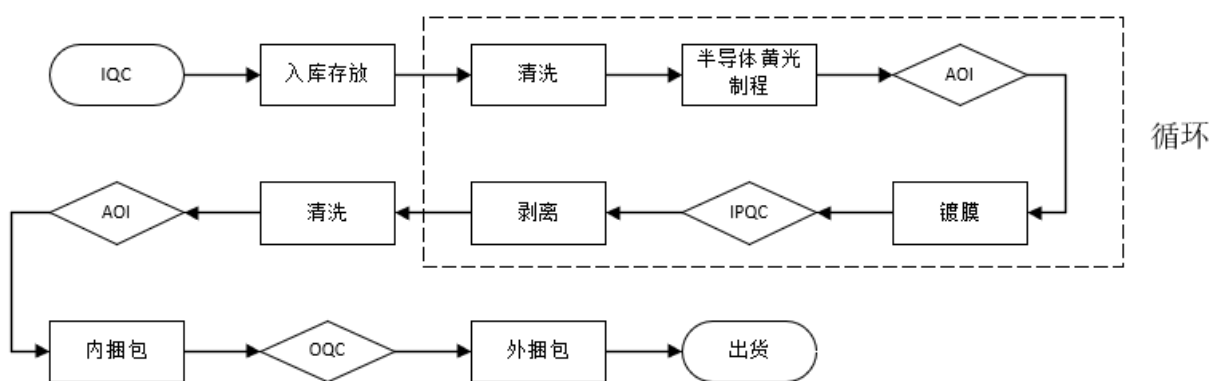 IQC
入库存放
清洗
半导体黄光
制程
AOI
循环
镀膜
IPQC
剥离
清洗
AOI
内捆包
OQC
外捆包
出货